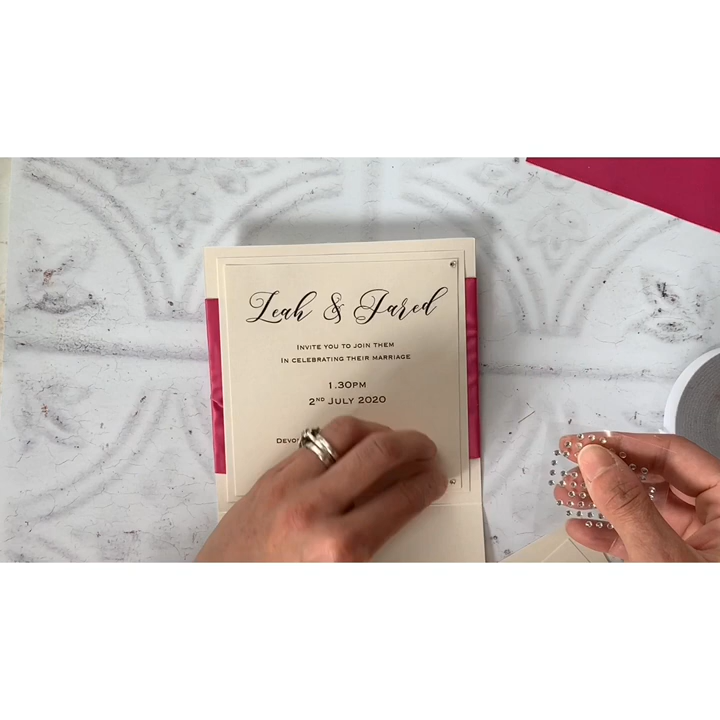 Leah & Jared
INVITE YOU TO JOIN THEM
IN CELEBRATING THEIR MARRIAGE
1.30PM
2ND JULY 2020